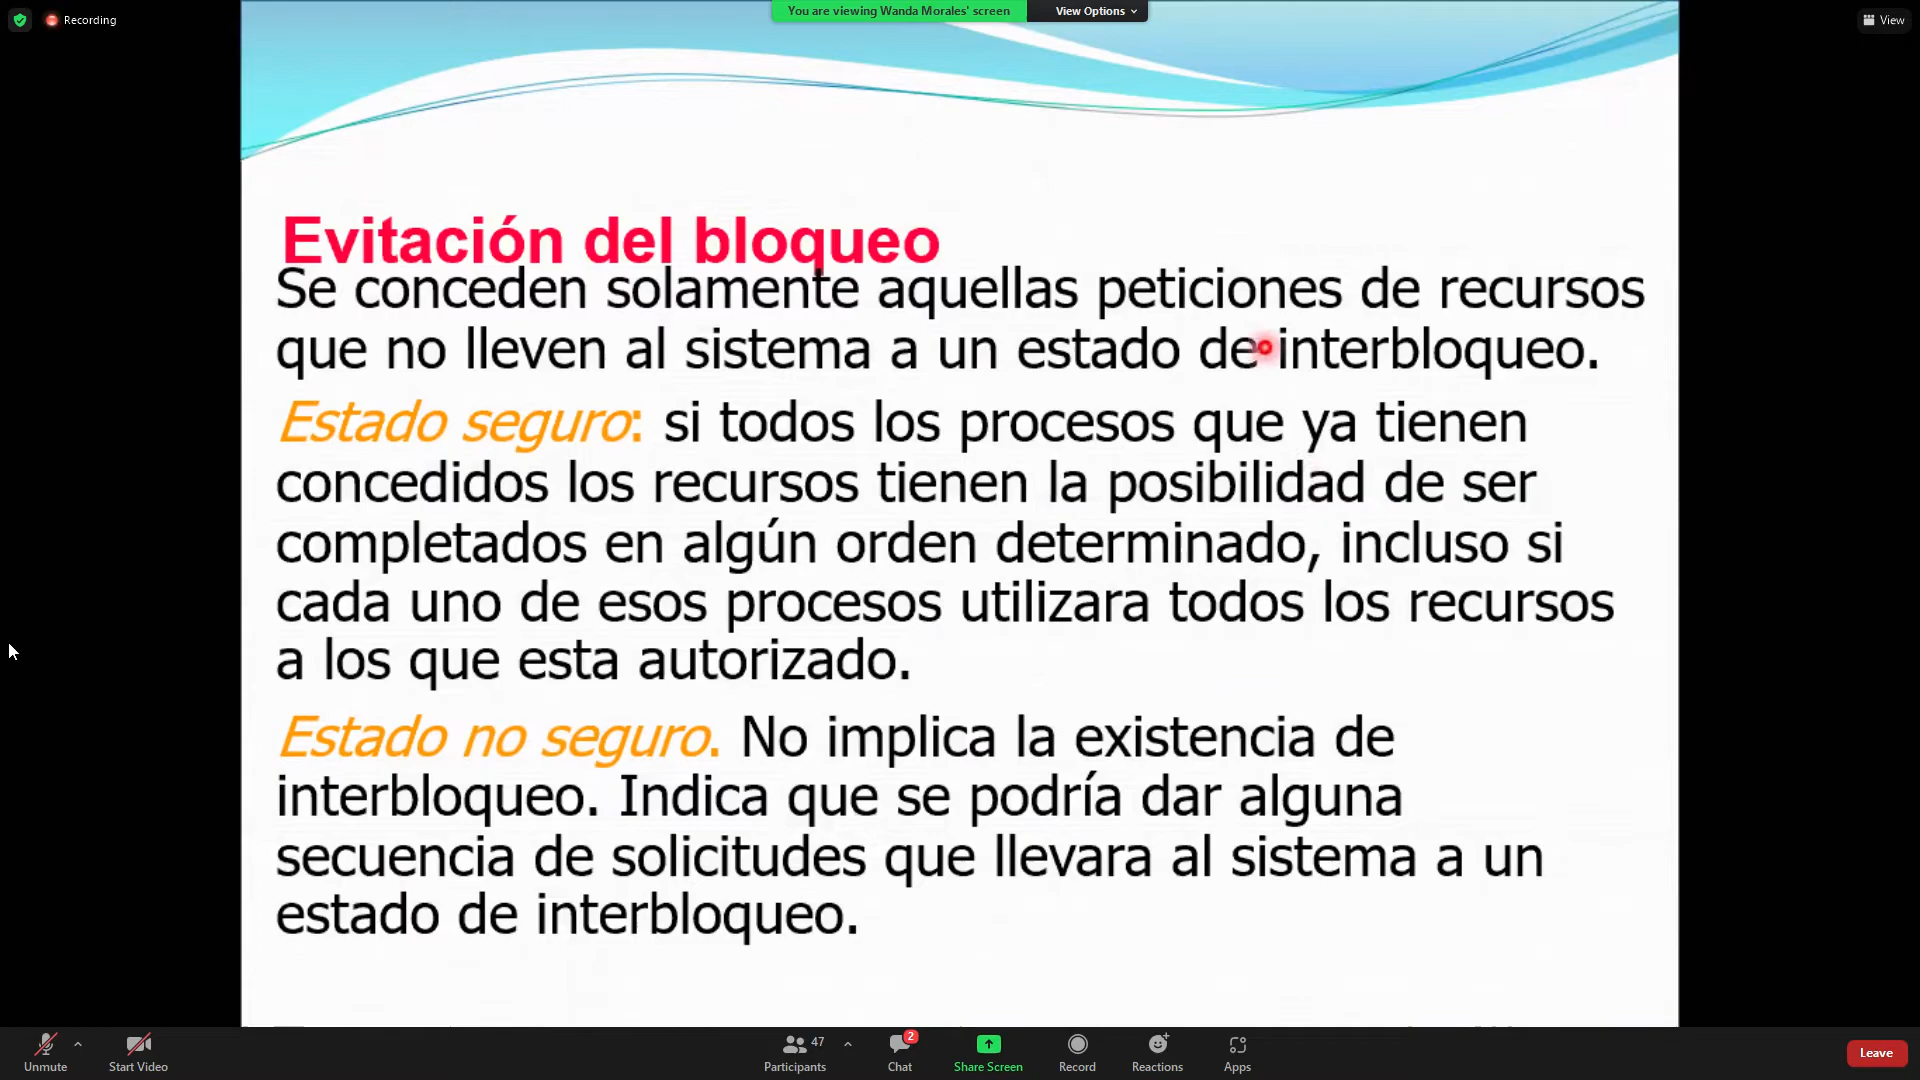 Recording
You are viewing Wanda Morales' screen
View Options
View
Evitación del bloqueo
Se conceden solamente aquellas peticiones de recursos
que no lleven al sistema a un estado de interbloqueo.
Estado seguro: si todos los procesos que ya tienen
concedidos los recursos tienen la posibilidad de ser
completados en algún orden determinado, incluso si
cada uno de esos procesos utilizara todos los recursos
a los que esta autorizado.
Estado no seguro. No implica la existencia de
interbloqueo. Indica que se podría dar alguna
secuencia de solicitudes que llevara al sistema a un
estado de interbloqueo.
Unmute
Start Video
47
Participants
2
Chat
Share Screen
Record
Reactions
Apps
Leave